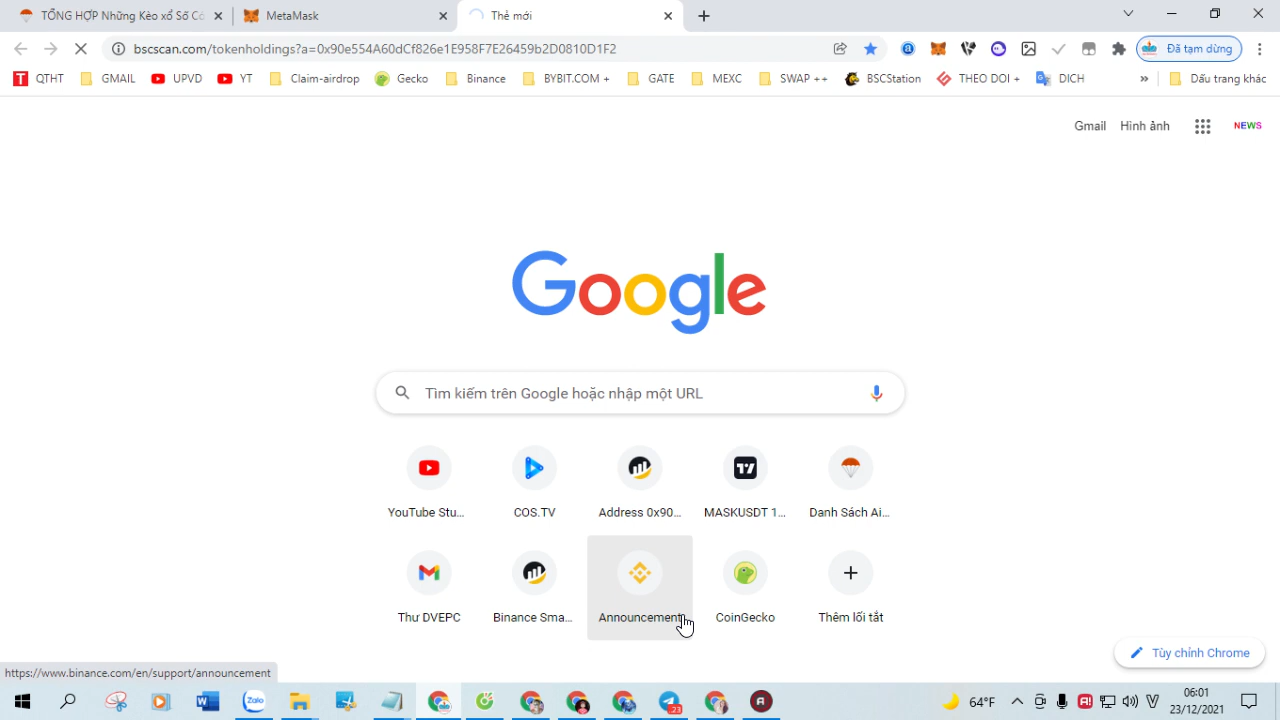 TỔNG HỢP Những Kèo xổ Số Cơ
MetaMask
Thẻ mới
bscscan.com/tokenholdings?a=0x90e554A60dCf826e1E958F7E26459b2D0810D1F2
Đã tạm dừng
QTHT
GMAIL
UPVD
YT
Claim-airdrop
Gecko
Binance
BYBIT.COM +
GATE
MEXC
SWAP ++
BSCStation
THEO DOI +
DICH
»
Dấu trang khác
Gmail
Hình ảnh
NEWS
Google
Tìm kiếm trên Google hoặc nhập một URL
YouTube Stu...
COS.TV
Address 0x90...
MASKUSDT 1...
Danh Sách Ai...
Thư DVEPC
Binance Sma...
Announcement
CoinGecko
Thêm lối tắt
Tùy chỉnh Chrome
https://www.binance.com/en/support/announcement
Zalo
23
64°F
06:01
23/12/2021